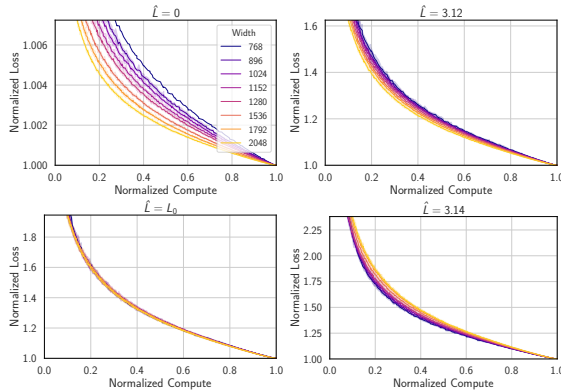 L̂ = 0
Normalized Loss
1.006
1.004
1.002
1.000
Width
768
896
1024
1152
1280
1536
1792
2048
0.0 0.2 0.4 0.6 0.8 1.0
Normalized Compute
L̂ = 3.12
Normalized Loss
1.6
1.4
1.2
1.0
0.0 0.2 0.4 0.6 0.8 1.0
Normalized Compute
L̂ = L₀
Normalized Loss
1.8
1.6
1.4
1.2
1.0
0.0 0.2 0.4 0.6 0.8 1.0
Normalized Compute
L̂ = 3.14
Normalized Loss
2.25
2.00
1.75
1.50
1.25
1.00
0.0 0.2 0.4 0.6 0.8 1.0
Normalized Compute